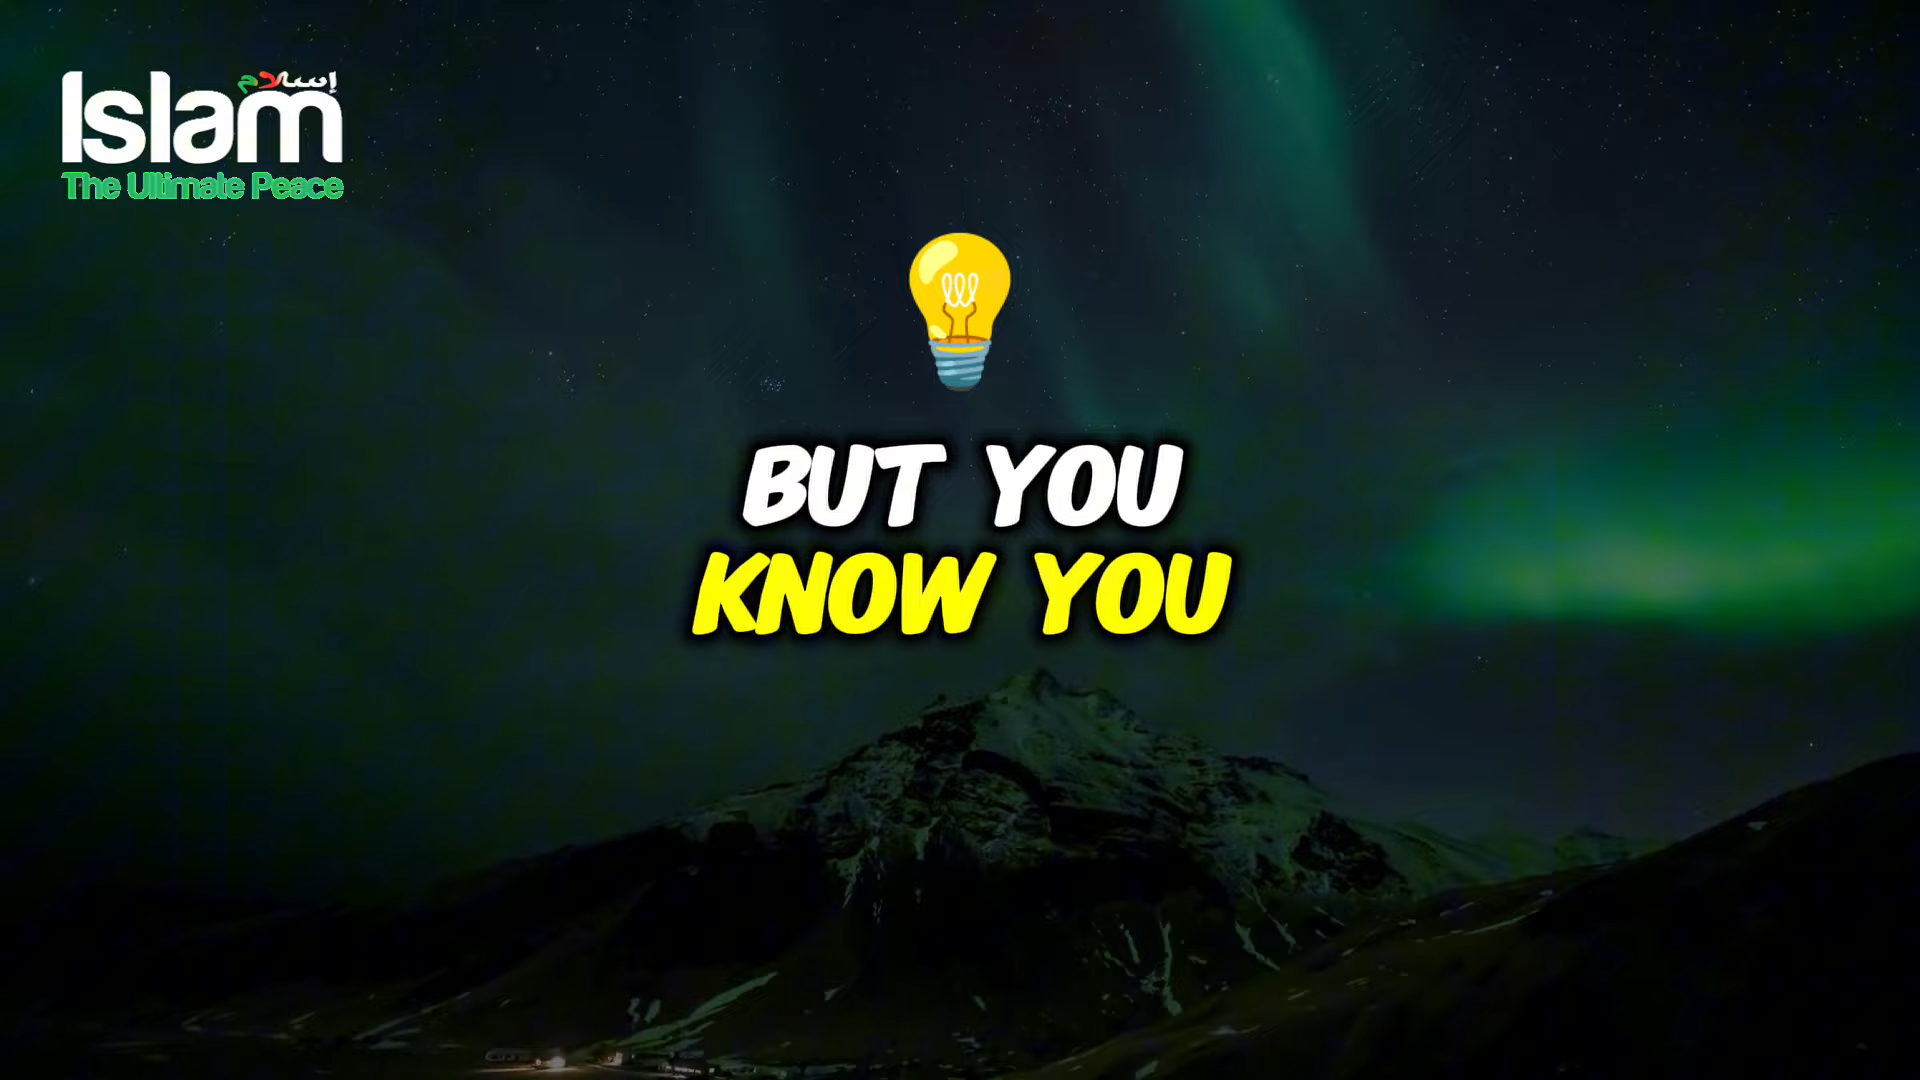 إسلام
Islam
The Ultimate Peace
BUT YOU
KNOW YOU